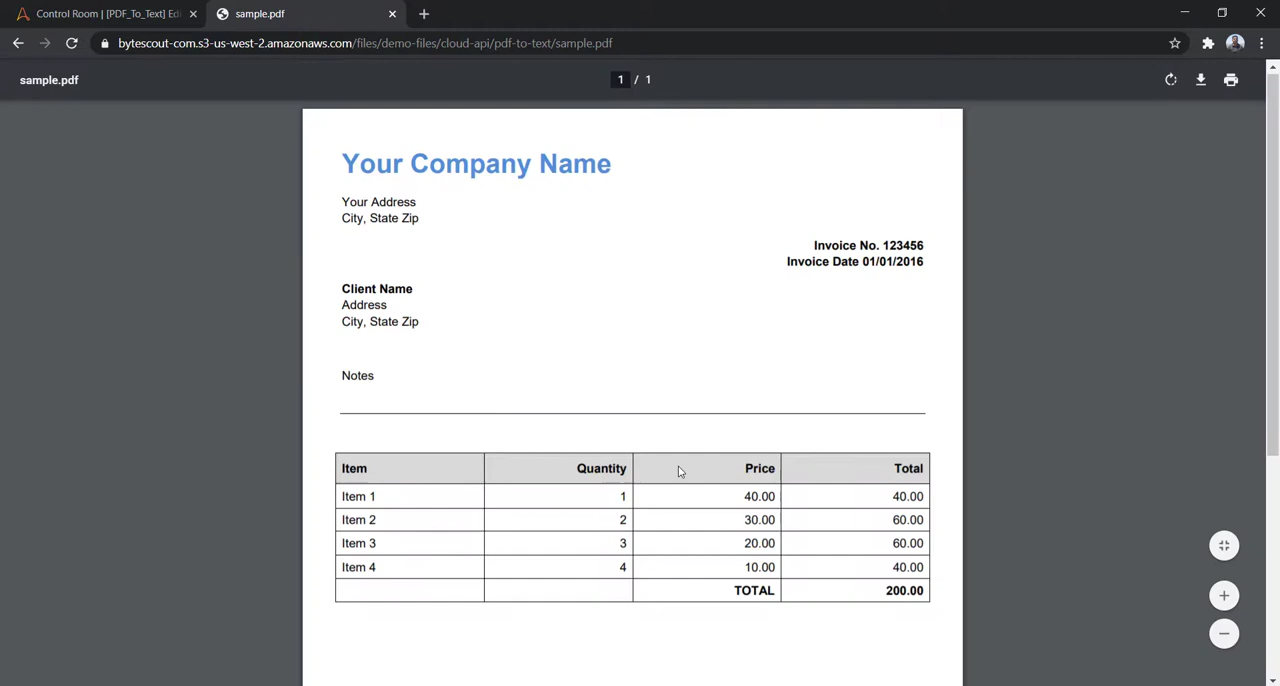 Control Room | [PDF_To_Text] Edi
sample.pdf
bytescout-com.s3-us-west-2.amazonaws.com/files/demo-files/cloud-api/pdf-to-text/sample.pdf
sample.pdf
1 / 1
Your Company Name
Your Address
City, State Zip
Invoice No. 123456
Invoice Date 01/01/2016
Client Name
Address
City, State Zip
Notes
Item Quantity Price Total
Item 1 1 40.00 40.00
Item 2 2 30.00 60.00
Item 3 3 20.00 60.00
Item 4 4 10.00 40.00
TOTAL 200.00